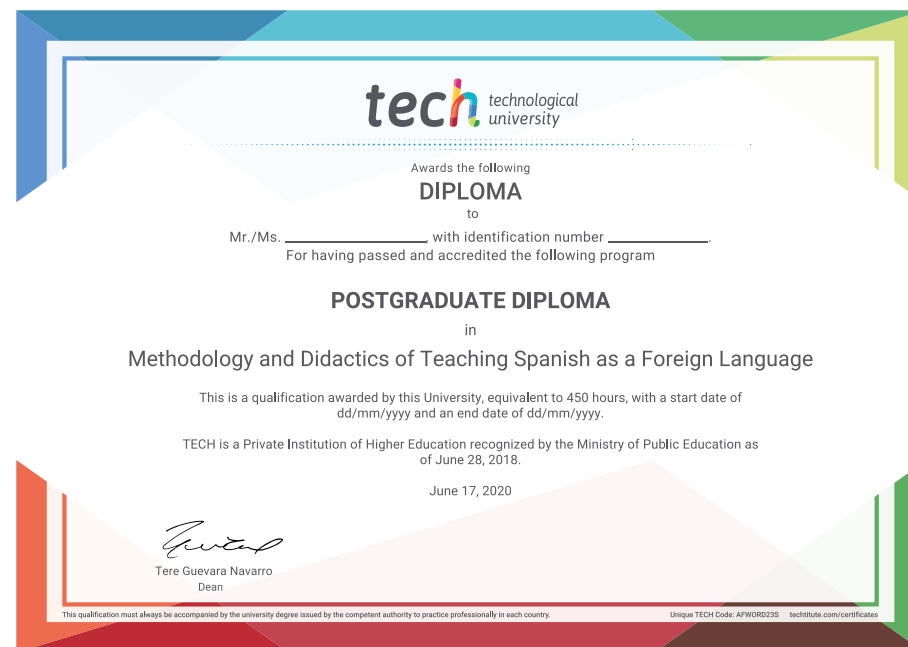 tech technological
university
Awards the following
DIPLOMA
to
Mr./Ms. ____________, with identification number ____________.
For having passed and accredited the following program
POSTGRADUATE DIPLOMA
in
Methodology and Didactics of Teaching Spanish as a Foreign Language
This is a qualification awarded by this University, equivalent to 450 hours, with a start date of
dd/mm/yyyy and an end date of dd/mm/yyyy.
TECH is a Private Institution of Higher Education recognized by the Ministry of Public Education as
of June 28, 2018.
June 17, 2020
Tere Guevara Navarro
Dean
This qualification must always be accompanied by the university degree issued by the competent authority to practice professionally in each country.
Unique TECH Code: AFWORD23S techtitute.com/certificates